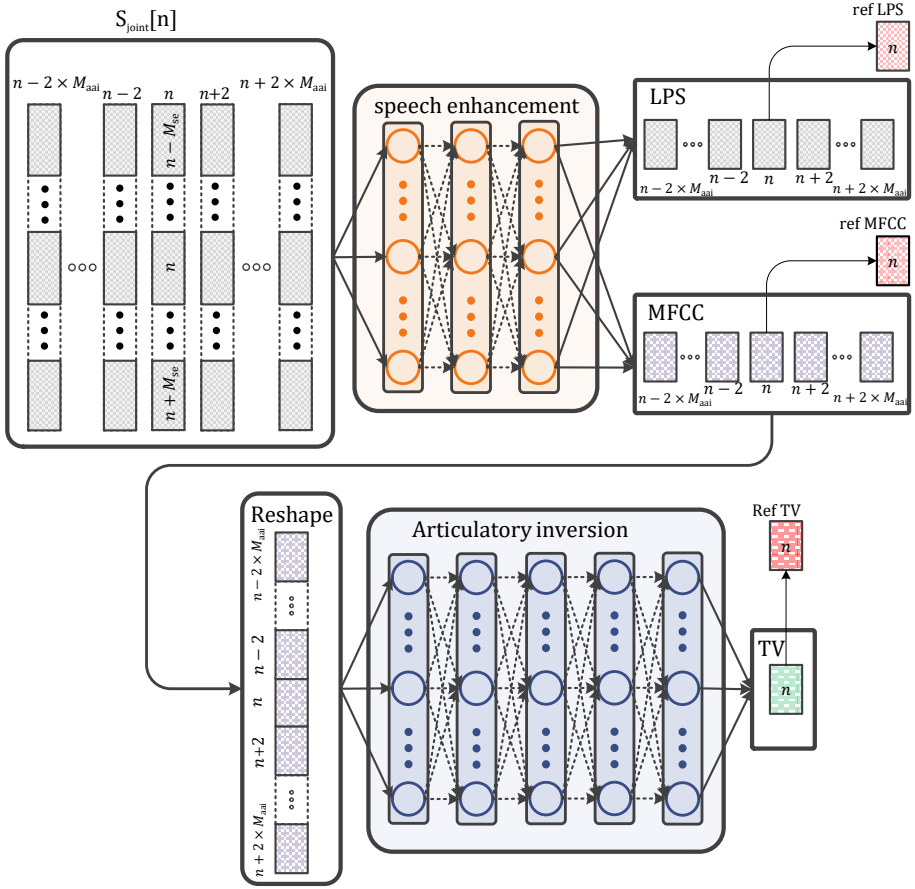 S_joint[n]
n − 2 × M_aai
n − 2
n
n+2
n + 2 × M_aai
n − M_se
n
n + M_se
speech enhancement
ref LPS
n
LPS
n − 2
n
n + 2
n − 2 × M_aai
n + 2 × M_aai
ref MFCC
n
MFCC
n − 2
n
n + 2
n − 2 × M_aai
n + 2 × M_aai
Reshape
n − 2 × M_aai
n − 2
n
n+2
n + 2 × M_aai
Articulatory inversion
Ref TV
n
TV
n